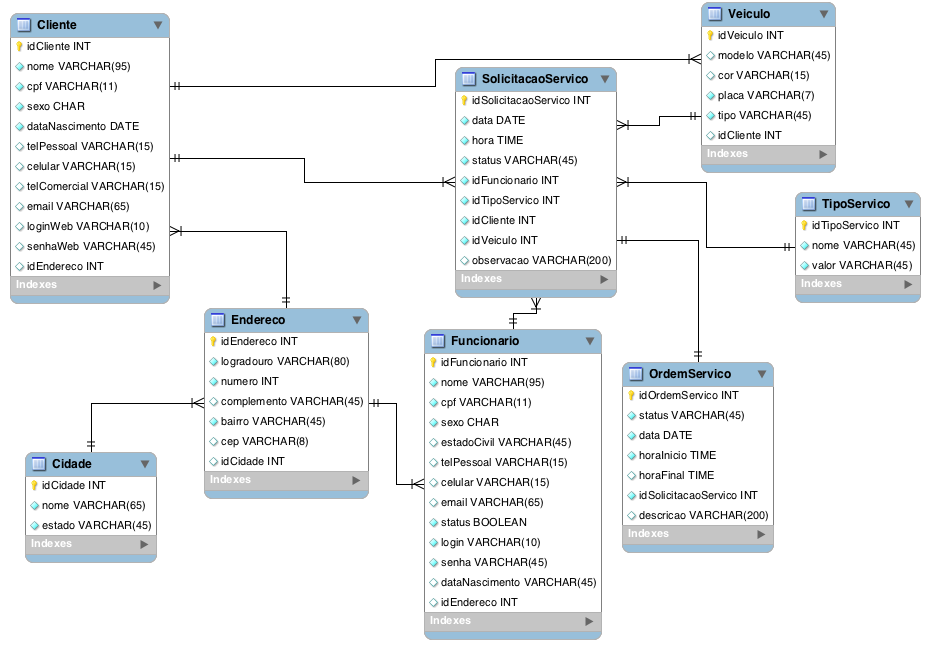 Cliente
idCliente INT
nome VARCHAR(95)
cpf VARCHAR(11)
sexo CHAR
dataNascimento DATE
telPessoal VARCHAR(15)
celular VARCHAR(15)
telComercial VARCHAR(15)
email VARCHAR(65)
loginWeb VARCHAR(10)
senhaWeb VARCHAR(45)
idEndereco INT
Indexes
SolicitacaoServico
idSolicitacaoServico INT
data DATE
hora TIME
status VARCHAR(45)
idFuncionario INT
idTipoServico INT
idCliente INT
idVeiculo INT
observacao VARCHAR(200)
Indexes
Veiculo
idVeiculo INT
modelo VARCHAR(45)
cor VARCHAR(15)
placa VARCHAR(7)
tipo VARCHAR(45)
idCliente INT
Indexes
TipoServico
idTipoServico INT
nome VARCHAR(45)
valor VARCHAR(45)
Indexes
Endereco
idEndereco INT
logradouro VARCHAR(80)
numero INT
complemento VARCHAR(45)
bairro VARCHAR(45)
cep VARCHAR(8)
idCidade INT
Indexes
Cidade
idCidade INT
nome VARCHAR(65)
estado VARCHAR(45)
Indexes
Funcionario
idFuncionario INT
nome VARCHAR(95)
cpf VARCHAR(11)
sexo CHAR
estadoCivil VARCHAR(45)
telPessoal VARCHAR(15)
celular VARCHAR(15)
email VARCHAR(65)
status BOOLEAN
login VARCHAR(10)
senha VARCHAR(45)
dataNascimento VARCHAR(45)
idEndereco INT
Indexes
OrdemServico
idOrdemServico INT
status VARCHAR(45)
data DATE
horaInicio TIME
horaFinal TIME
idSolicitacaoServico INT
descricao VARCHAR(200)
Indexes